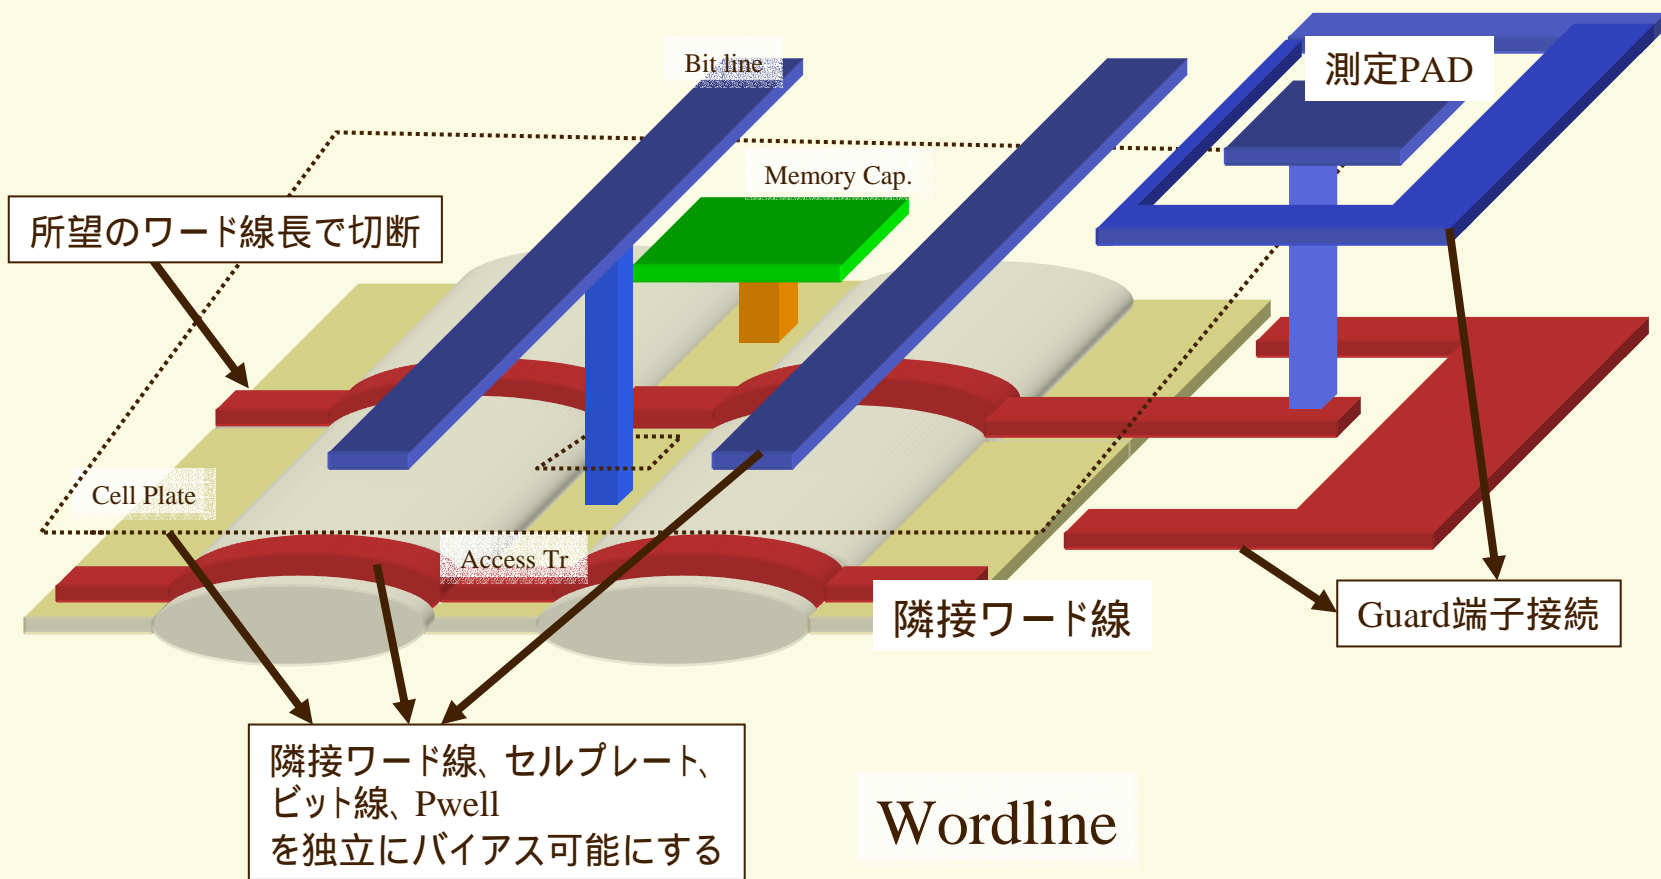 Bit line
測定PAD
Memory Cap.
所望のワード線長で切断
Cell Plate
Access Tr
隣接ワード線
Guard端子接続
隣接ワード線、セルプレート、
ビット線、Pwell
を独立にバイアス可能にする
Wordline